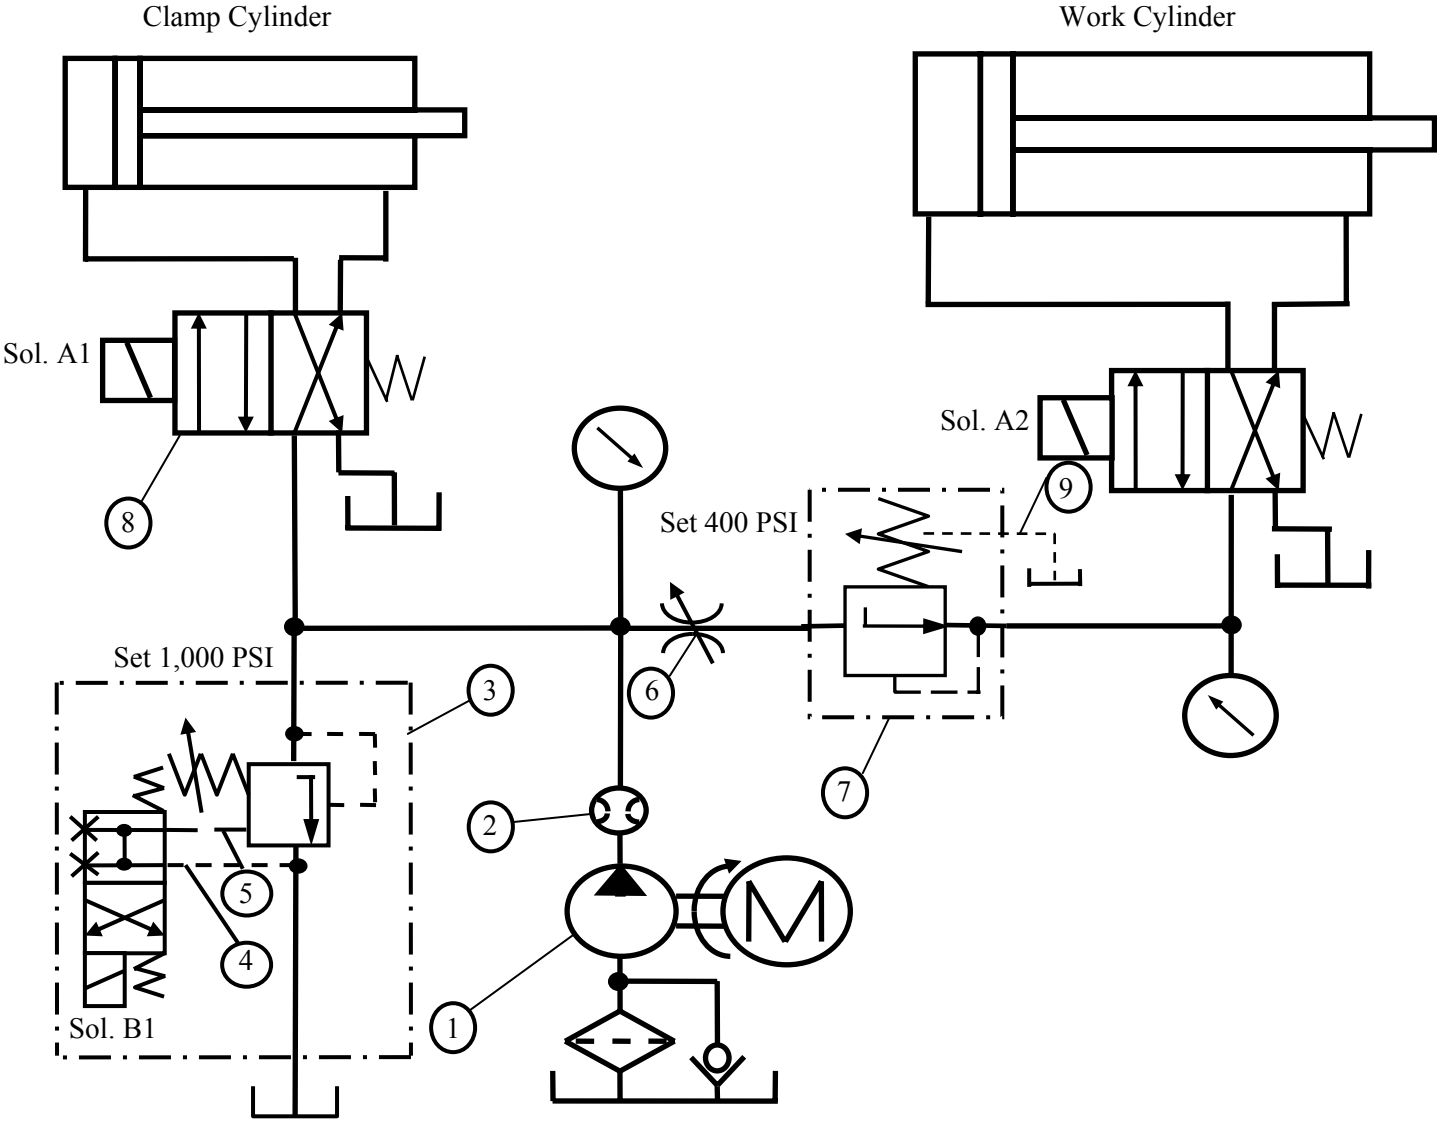 Clamp Cylinder
Work Cylinder
Sol. A1
Sol. A2
9
8
Set 400 PSI
Set 1,000 PSI
3
6
7
2
5
4
M
1
Sol. B1